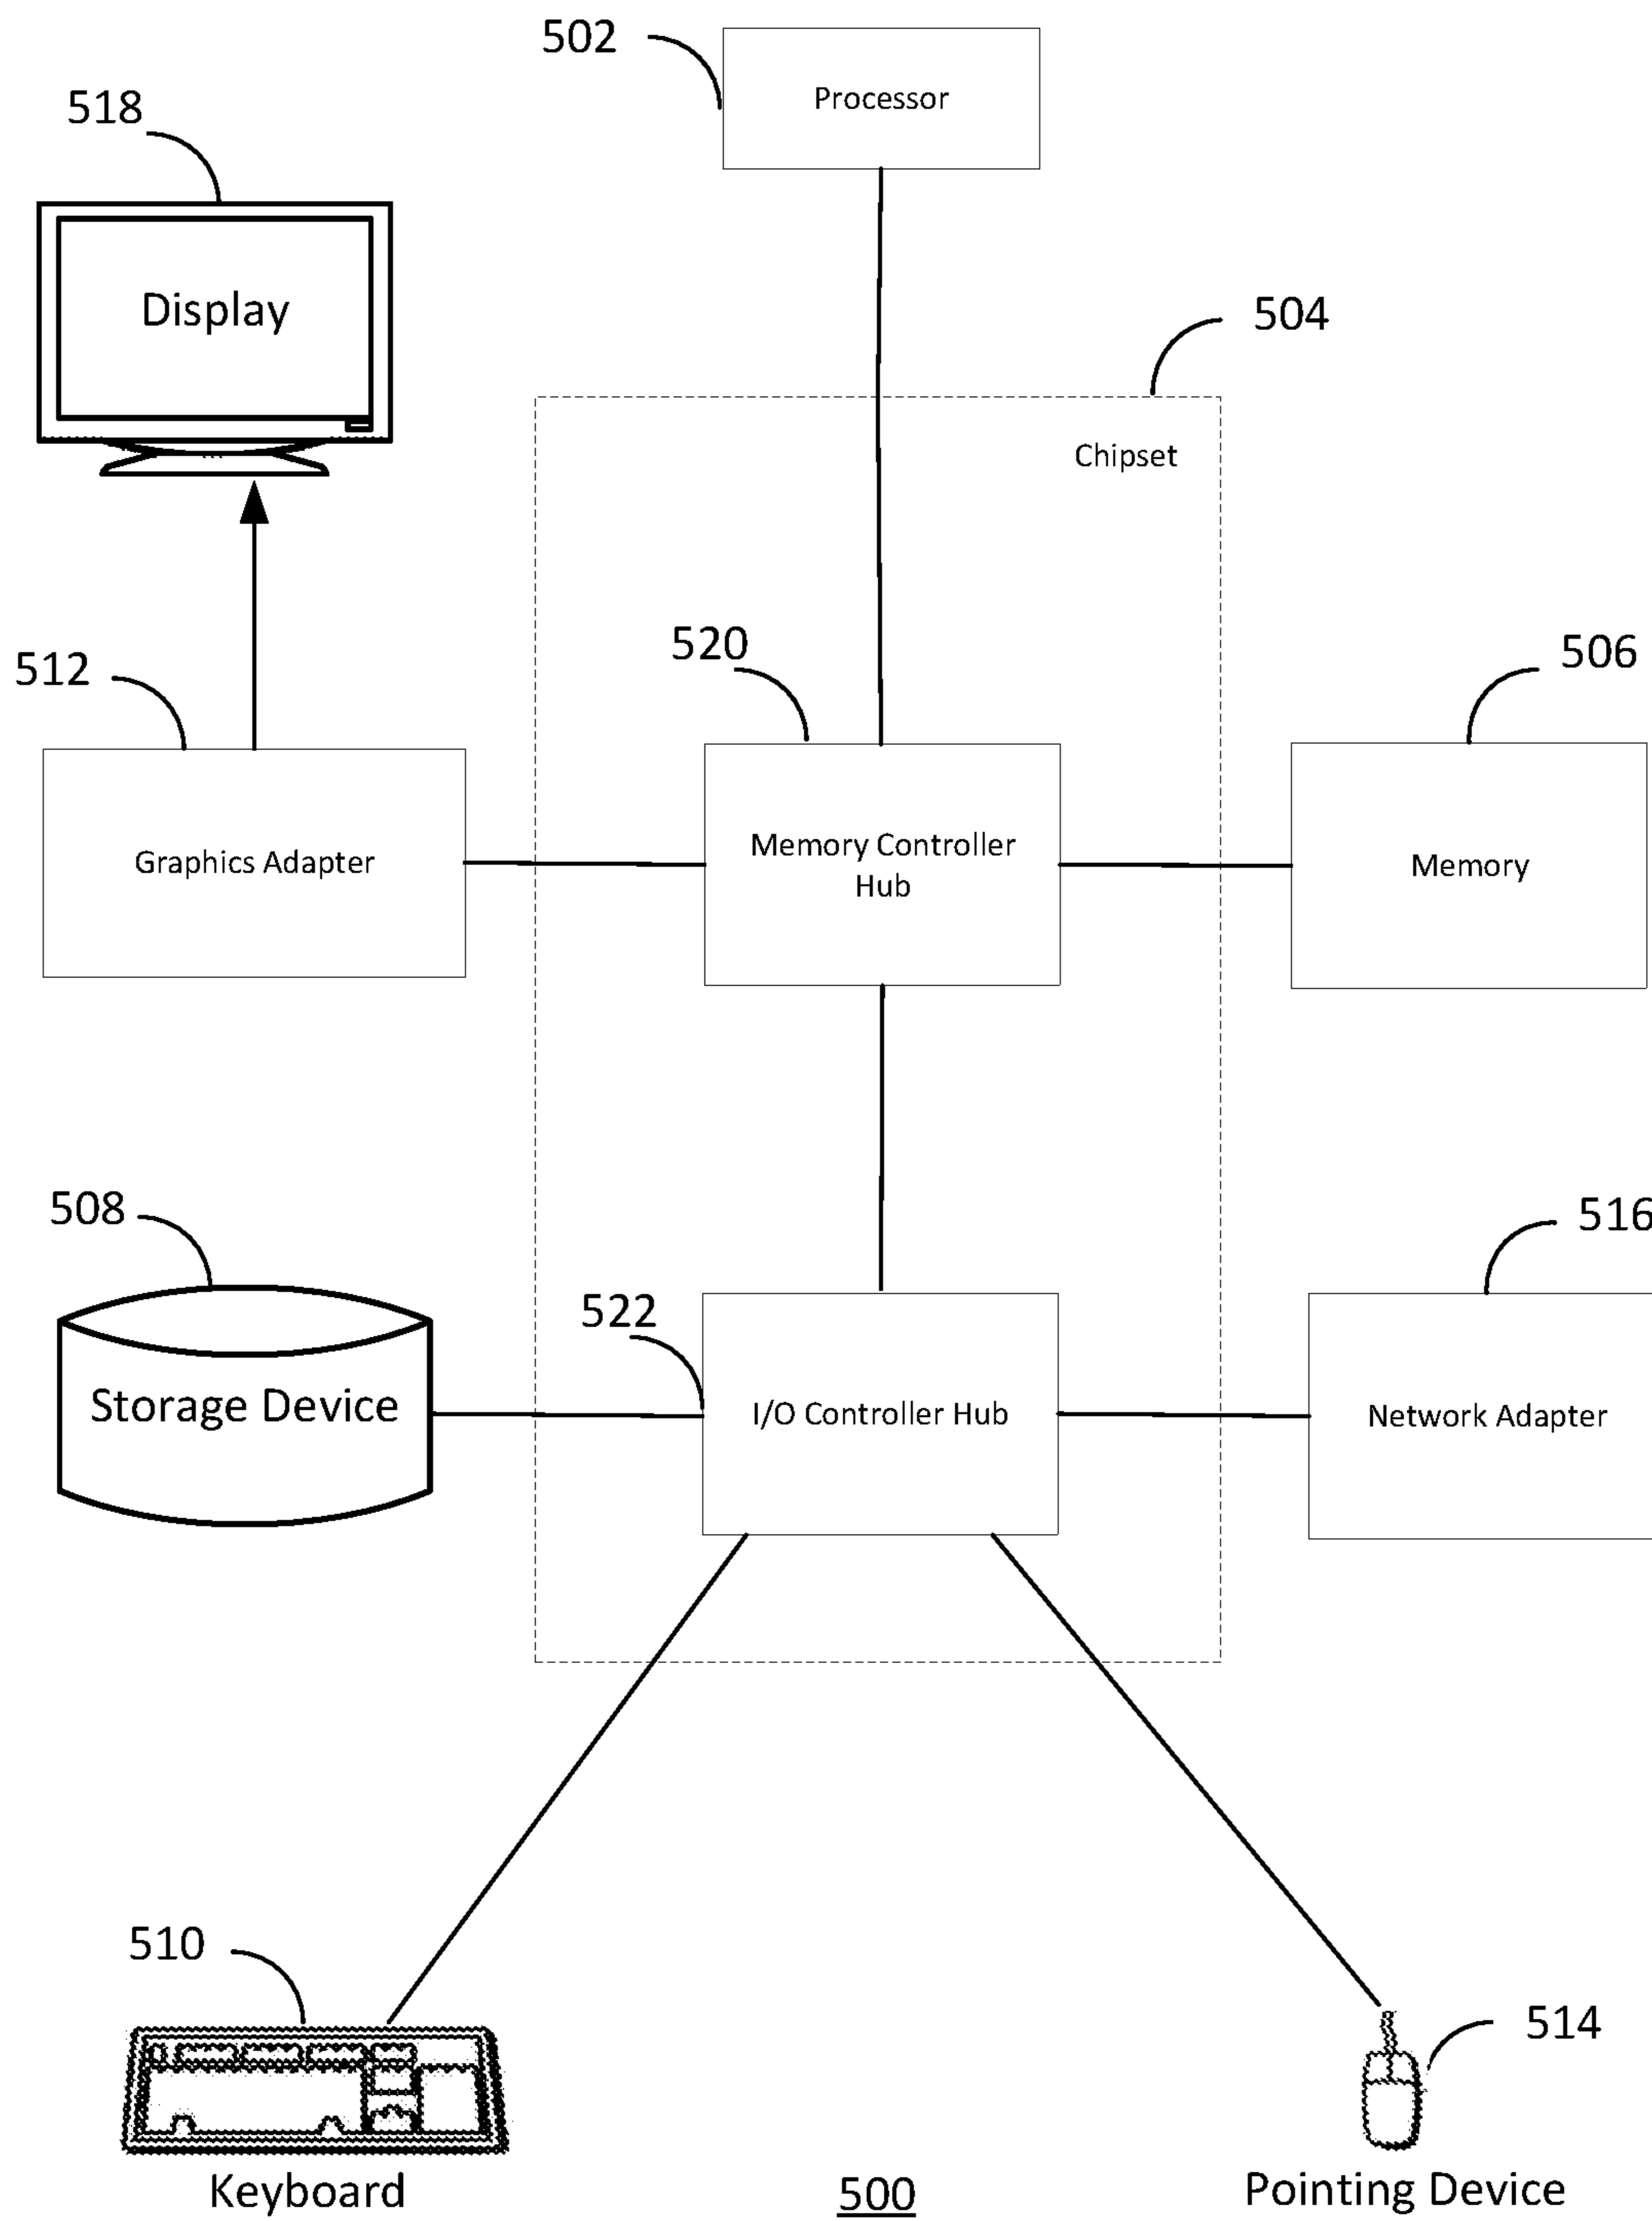 502
Processor
518
Display
504
Chipset
520
506
512
Memory Controller
Hub
Graphics Adapter
Memory
508
516
522
Storage Device
I/O Controller Hub
Network Adapter
510
514
Keyboard
500
Pointing Device